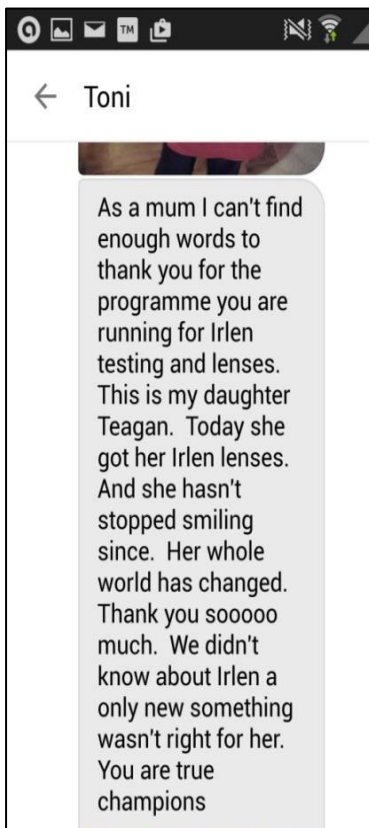 TM
Toni
As a mum I can't find
enough words to
thank you for the
programme you are
running for Irlen
testing and lenses.
This is my daughter
Teagan.  Today she
got her Irlen lenses.
And she hasn't
stopped smiling
since.  Her whole
world has changed.
Thank you sooooo
much.  We didn't
know about Irlen a
only new something
wasn't right for her.
You are true
champions